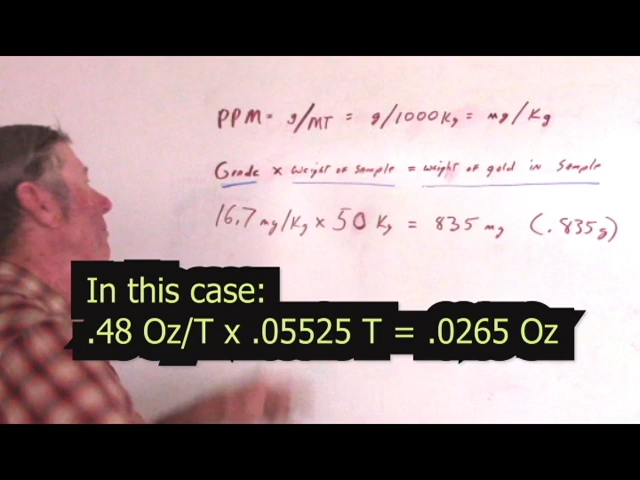 PPM = g/MT = g/1000Kg = mg/Kg
Grade x weight of sample = weight of gold in sample
16.7 mg/Kg x 50 Kg = 835 mg (.835g)
In this case:
.48 Oz/T x .05525 T = .0265 Oz